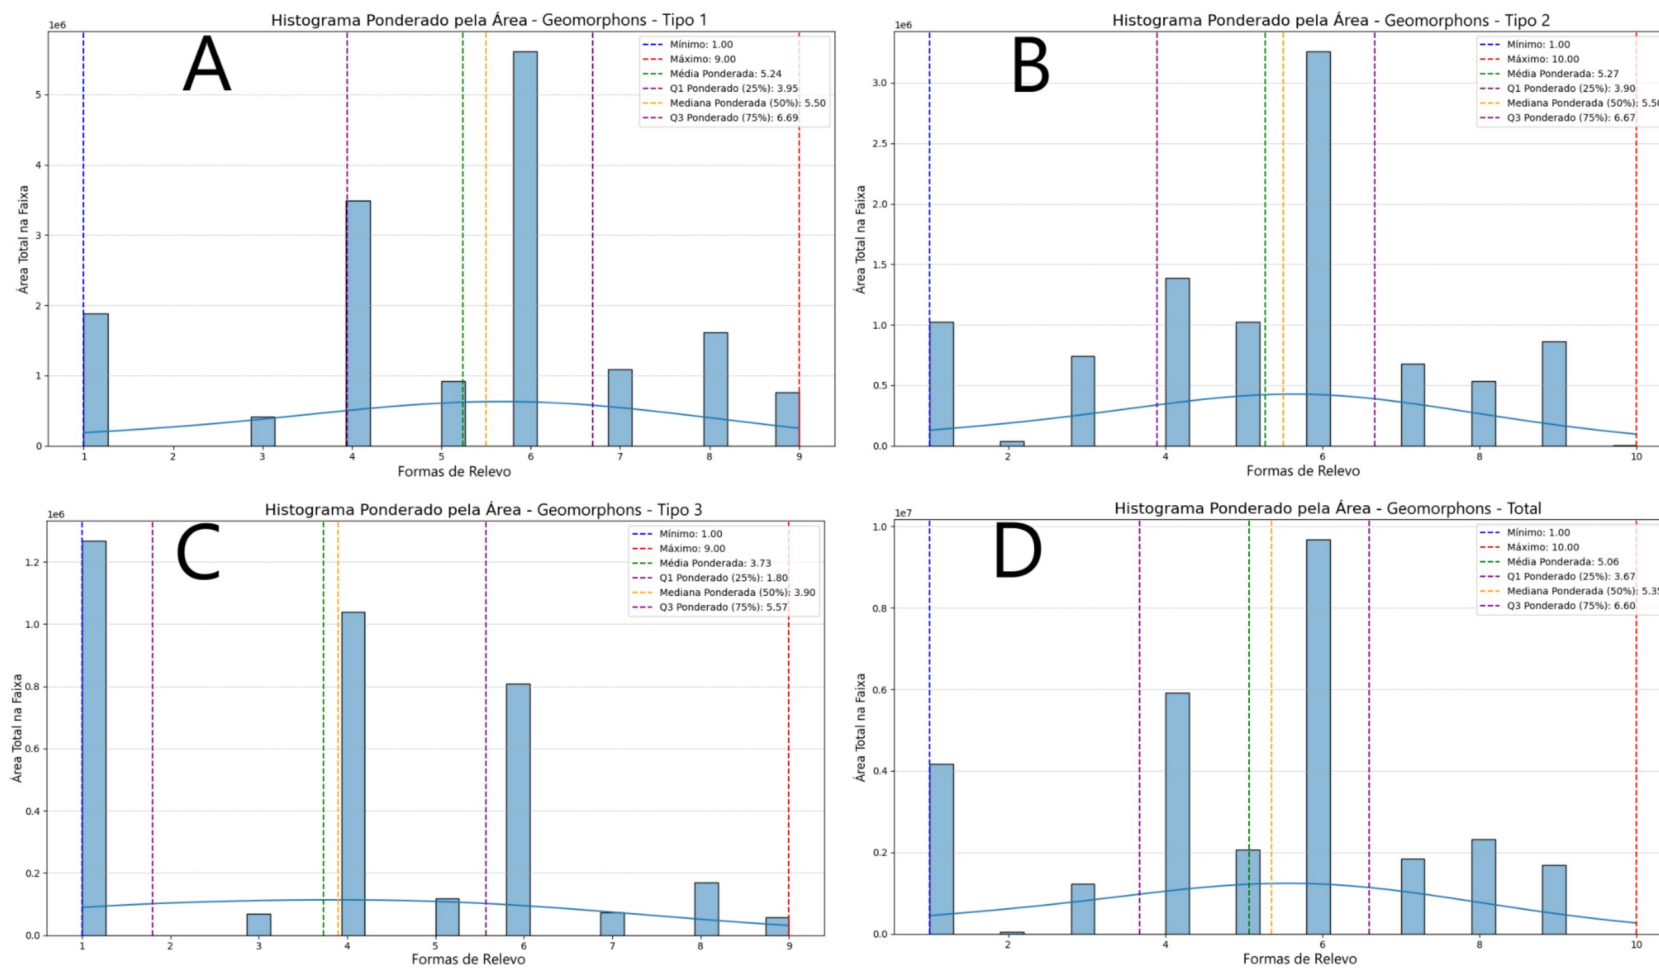 Histograma Ponderado pela Área - Geomorphons - Tipo 1
1e6
A
Mínimo: 1.00
Máximo: 9.00
Média Ponderada: 5.24
Q1 Ponderado (25%): 3.95
Mediana Ponderada (50%): 5.50
Q3 Ponderado (75%): 6.69
Área Total na Faixa
5
4
3
2
1
0
1 2 3 4 5 6 7 8 9
Formas de Relevo
Histograma Ponderado pela Área - Geomorphons - Tipo 2
1e6
B
Mínimo: 1.00
Máximo: 10.00
Média Ponderada: 5.27
Q1 Ponderado (25%): 3.90
Mediana Ponderada (50%): 5.50
Q3 Ponderado (75%): 6.67
Área Total na Faixa
3.0
3.5
2.0
1.5
1.0
0.5
0.0
2 4 6 8 10
Formas de Relevo
Histograma Ponderado pela Área - Geomorphons - Tipo 3
1e6
C
Mínimo: 1.00
Máximo: 9.00
Média Ponderada: 3.73
Q1 Ponderado (25%): 1.80
Mediana Ponderada (50%): 3.90
Q3 Ponderado (75%): 5.57
Área Total na Faixa
1.2
1.0
0.8
0.6
0.4
0.2
0.0
1 2 3 4 5 6 7 8 9
Formas de Relevo
Histograma Ponderado pela Área - Geomorphons - Total
1e7
D
Mínimo: 1.00
Máximo: 10.00
Média Ponderada: 5.06
Q1 Ponderado (25%): 3.67
Mediana Ponderada (50%): 5.35
Q3 Ponderado (75%): 6.60
Área Total na Faixa
1.0
0.8
0.6
0.4
0.2
0.0
2 4 6 8 10
Formas de Relevo